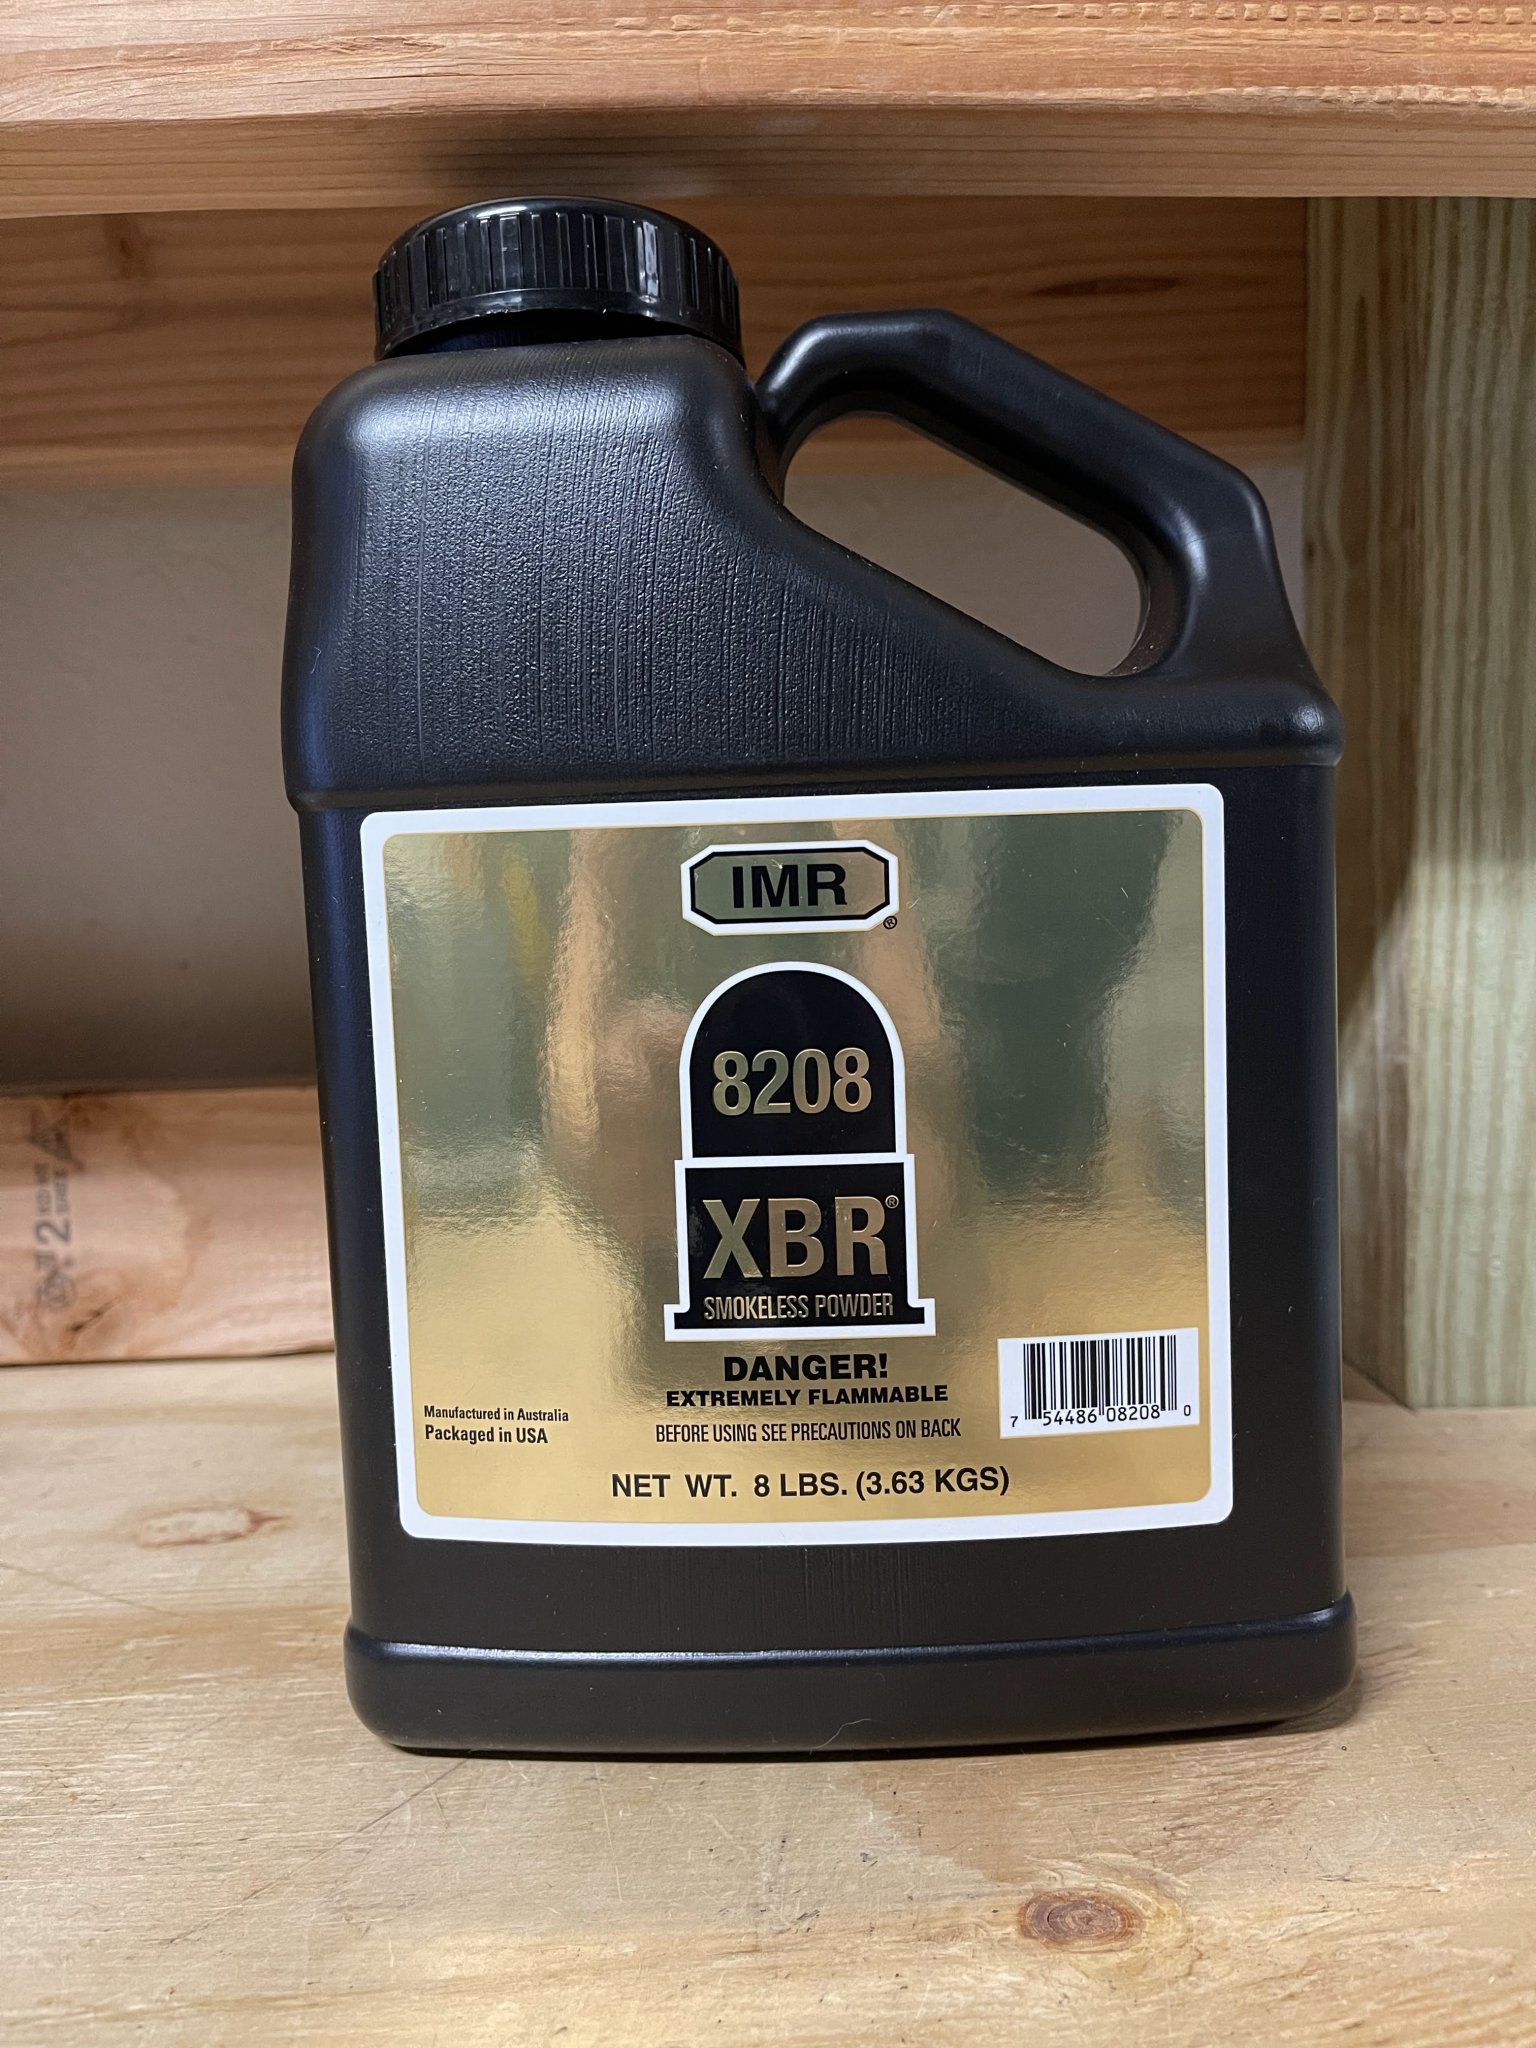 IMR
®
8208
XBR®
SMOKELESS POWDER
DANGER!
EXTREMELY FLAMMABLE
BEFORE USING SEE PRECAUTIONS ON BACK
Manufactured in Australia
Packaged in USA
NET WT. 8 LBS. (3.63 KGS)
7 54486 08208 0